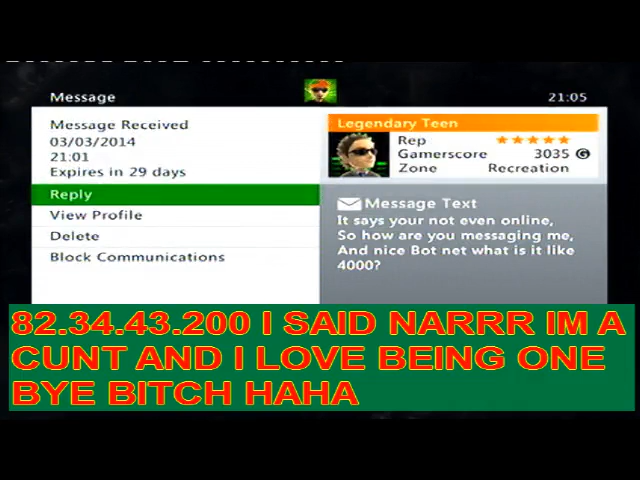 Message
21:05
Message Received
03/03/2014
21:01
Expires in 29 days
Reply
View Profile
Delete
Block Communications
Legendary Teen
Rep
Gamerscore 3035 G
Zone Recreation
Message Text
It says your not even online,
So how are you messaging me,
And nice Bot net what is it like
4000?
82.34.43.200 I SAID NARRR IM A
CUNT AND I LOVE BEING ONE
BYE BITCH HAHA